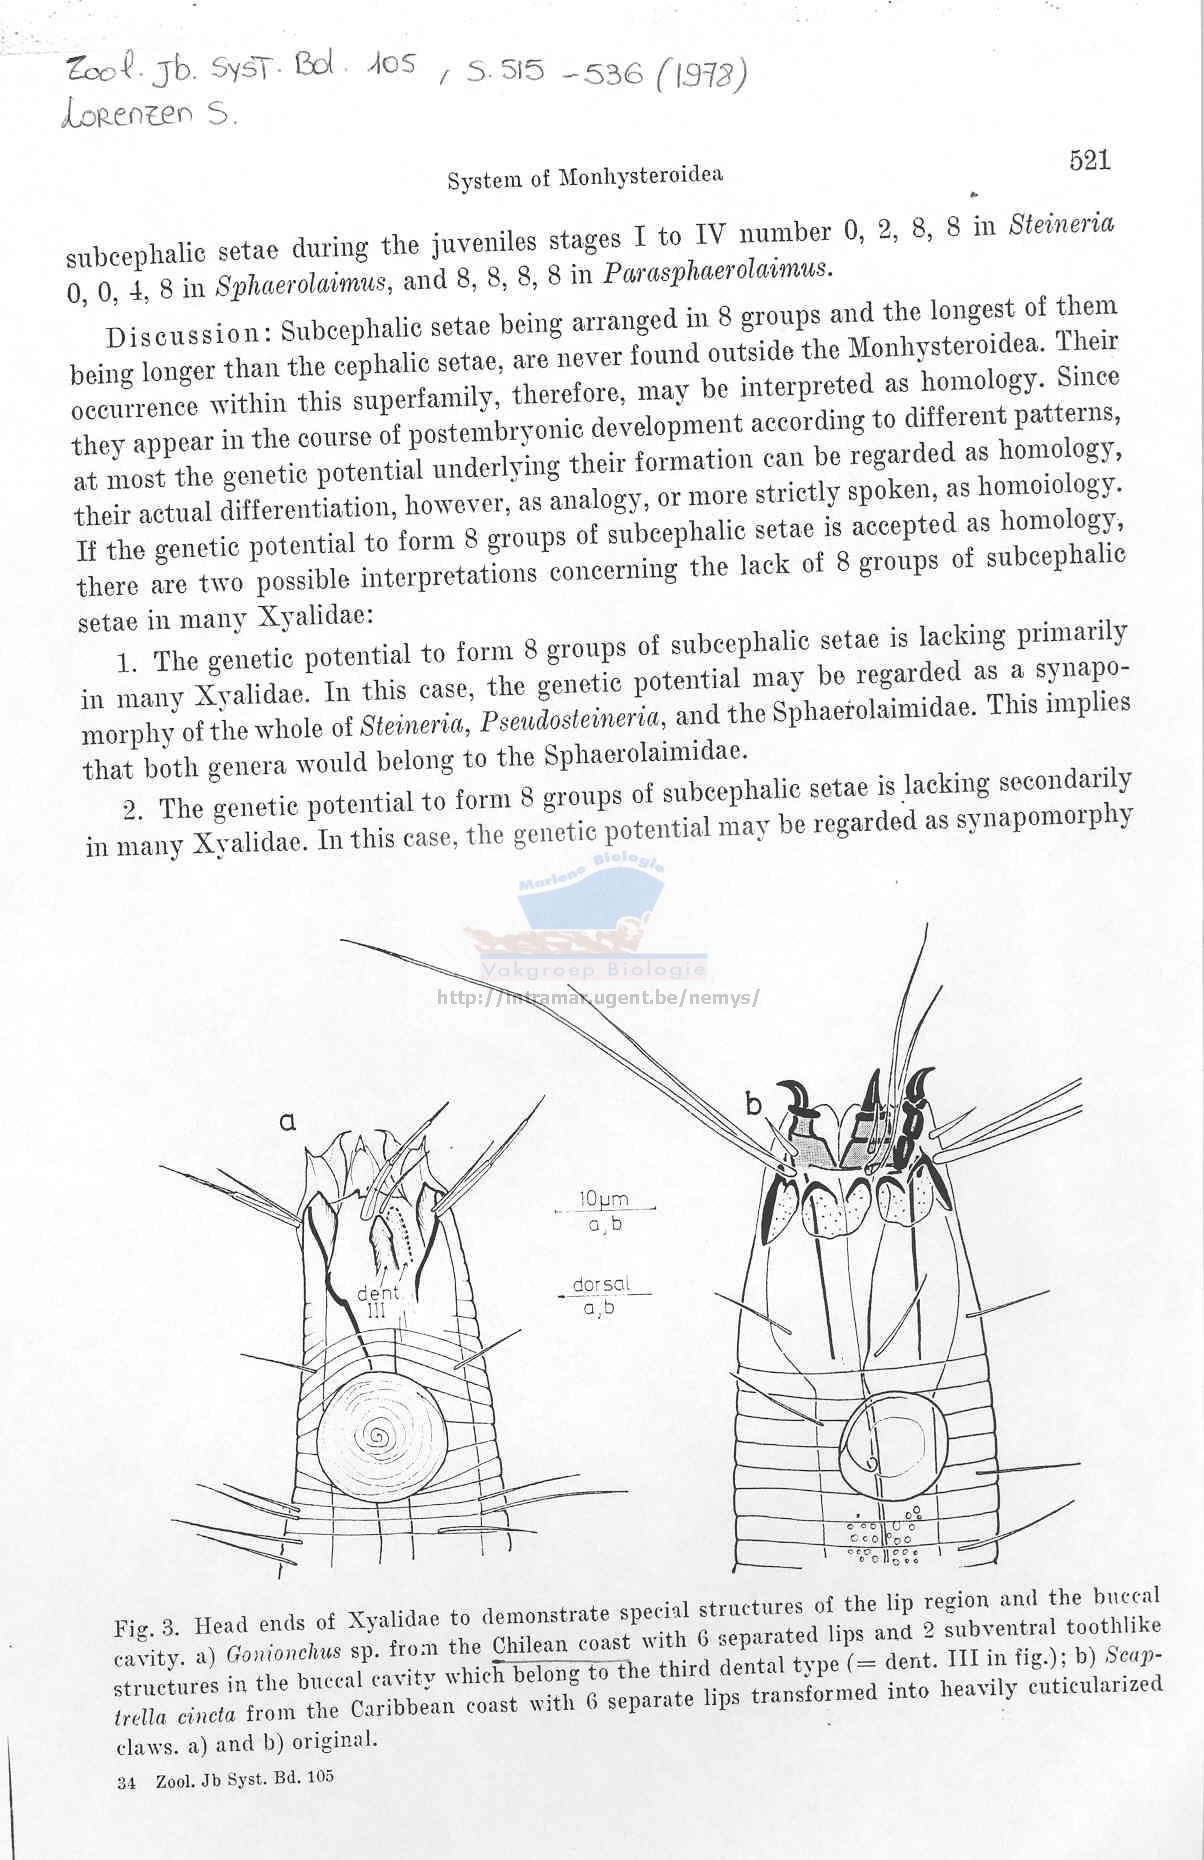 Zool. Jb. SYST. Bd. 105, S. 515 - 536 (1978)
Lorenzen S.
System of Monhysteroidea
521
subcephalic setae during the juveniles stages I to IV number 0, 2, 8, 8 in Steineria
0, 0, 4, 8 in Sphaerolaimus, and 8, 8, 8, 8 in Parasphaerolaimus.
Discussion: Subcephalic setae being arranged in 8 groups and the longest of them
being longer than the cephalic setae, are never found outside the Monhysteroidea. Their
occurrence within this superfamily, therefore, may be interpreted as homology. Since
they appear in the course of postembryonic development according to different patterns,
at most the genetic potential underlying their formation can be regarded as homology,
their actual differentiation, however, as analogy, or more strictly spoken, as homoiology.
If the genetic potential to form 8 groups of subcephalic setae is accepted as homology,
there are two possible interpretations concerning the lack of 8 groups of subcephalic
setae in many Xyalidae:
1. The genetic potential to form 8 groups of subcephalic setae is lacking primarily
in many Xyalidae. In this case, the genetic potential may be regarded as a synapo-
morphy of the whole of Steineria, Pseudosteineria, and the Sphaerolaimidae. This implies
that both genera would belong to the Sphaerolaimidae.
2. The genetic potential to form 8 groups of subcephalic setae is lacking secondarily
in many Xyalidae. In this case, the genetic potential may be regarded as synapomorphy
Mariene Biologie
Vakgroep Biologie
http://intramar.ugent.be/nemys/
a
b
10µm
a,b
dorsal
a,b
dent.
III
Fig. 3. Head ends of Xyalidae to demonstrate special structures of the lip region and the buccal
cavity. a) Gonionchus sp. from the Chilean coast with 6 separated lips and 2 subventral toothlike
structures in the buccal cavity which belong to the third dental type (= dent. III in fig.); b) Scap-
trella cincta from the Caribbean coast with 6 separate lips transformed into heavily cuticularized
claws. a) and b) original.
34 Zool. Jb Syst. Bd. 105